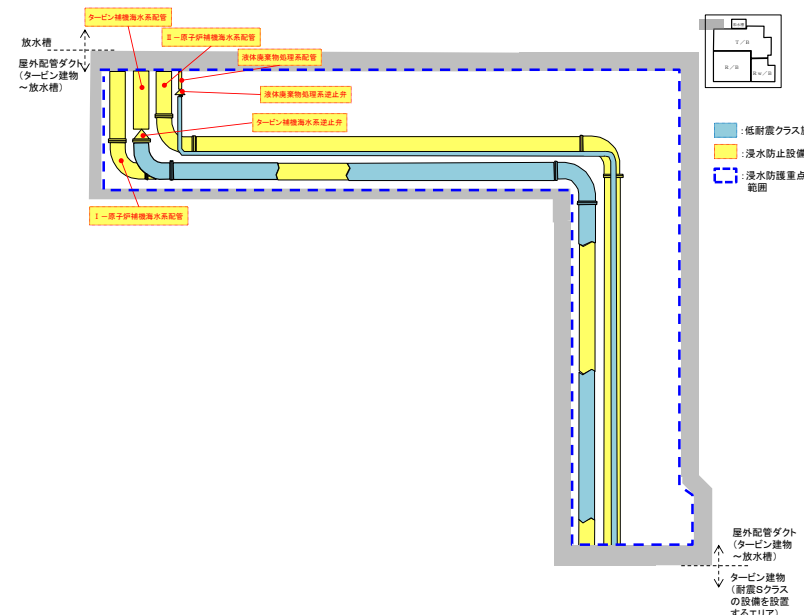 タービン補機海水系配管
Ⅱ－原子炉補機海水系配管
液体廃棄物処理系配管
液体廃棄物処理系逆止弁
タービン補機海水系逆止弁
Ⅰ－原子炉補機海水系配管
放水槽
屋外配管ダクト
（タービン建物
～放水槽）
T／B
R／B
Rw／B
：低耐震クラス
：浸水防止設備
：浸水防護重点
範囲
屋外配管ダクト
（タービン建物
～放水槽）
タービン建物
（耐震Sクラス
の設備を設置
するエリア）